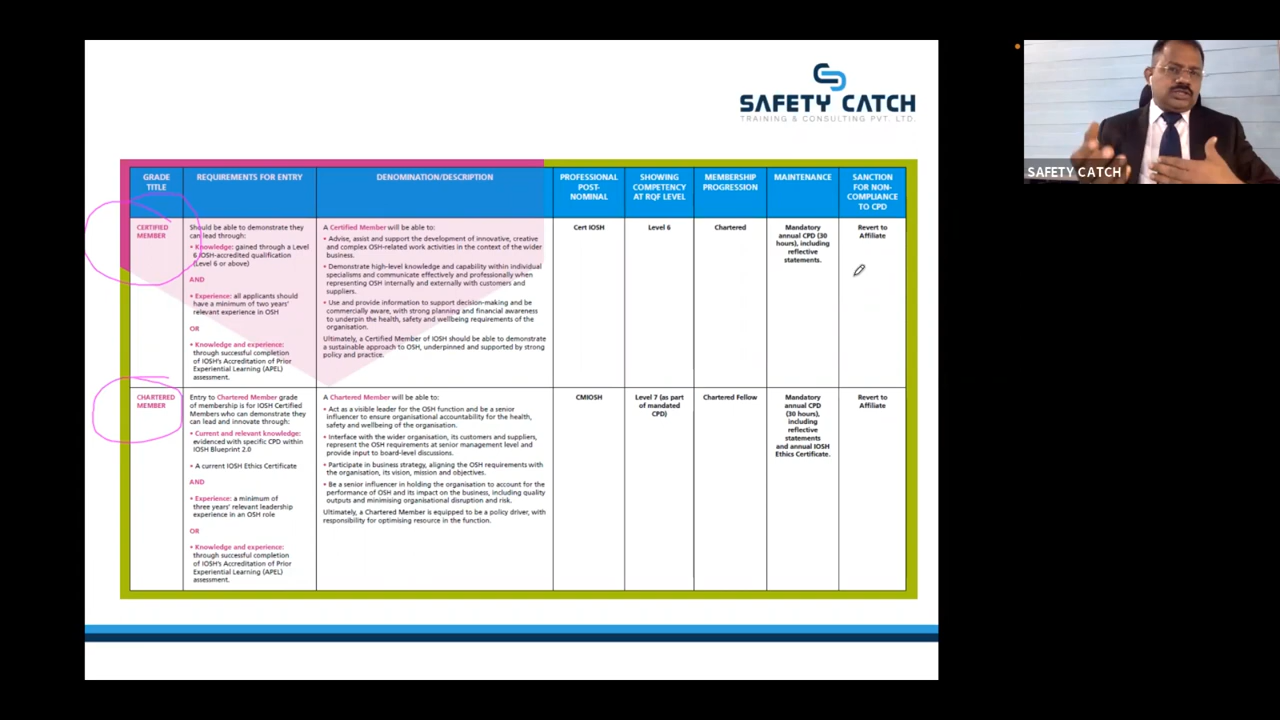 SAFETY CATCH
TRAINING & CONSULTING PVT. LTD.
SAFETY CATCH
GRADE
TITLE
REQUIREMENTS FOR ENTRY
DENOMINATION/DESCRIPTION
PROFESSIONAL
POST-
NOMINAL
SHOWING
COMPETENCY
AT RQF LEVEL
MEMBERSHIP
PROGRESSION
MAINTENANCE
SANCTION
FOR NON-
COMPLIANCE
TO CPD
CERTIFIED
MEMBER
Should be able to demonstrate they
can lead through:
• Knowledge: gained through a Level
6 IOSH-accredited qualification
(Level 6 or above)
AND
• Experience: all applicants should
have a minimum of two years'
relevant experience in OSH
OR
• Knowledge and experience:
through successful completion
of IOSH's Accreditation of Prior
Experiential Learning (APEL)
assessment.
A Certified Member will be able to:
• Advise, assist and support the development of innovative, creative
and complex OSH-related work activities in the context of the wider
business.
• Demonstrate high-level knowledge and capability within individual
specialisms and communicate effectively and professionally when
representing OSH internally and externally with customers and
suppliers.
• Use and provide information to support decision-making and be
commercially aware, with strong planning and financial awareness
to underpin the health, safety and wellbeing requirements of the
organisation.
Ultimately, a Certified Member of IOSH should be able to demonstrate
a sustainable approach to OSH, underpinned and supported by strong
policy and practice.
Cert IOSH
Level 6
Chartered
Mandatory
annual CPD (30
hours), including
reflective
statements.
Revert to
Affiliate
CHARTERED
MEMBER
Entry to Chartered Member grade
of membership is for IOSH Certified
Members who can demonstrate they
can lead and innovate through:
• Current and relevant knowledge:
evidenced with specific CPD within
IOSH Blueprint 2.0
• A current IOSH Ethics Certificate
AND
• Experience: a minimum of
three years' relevant leadership
experience in an OSH role
OR
• Knowledge and experience:
through successful completion
of IOSH's Accreditation of Prior
Experiential Learning (APEL)
assessment.
A Chartered Member will be able to:
• Act as a visible leader for the OSH function and be a senior
influencer to ensure organisational accountability for the health,
safety and wellbeing of the organisation.
• Interface with the wider organisation, its customers and suppliers,
represent the OSH requirements at senior management level and
provide input to board-level discussions.
• Participate in business strategy, aligning the OSH requirements with
the organisation, its vision, mission and objectives.
• Be a senior influencer in holding the organisation to account for the
performance of OSH and its impact on the business, including quality
outputs and minimising organisational disruption and risk.
Ultimately, a Chartered Member is equipped to be a policy driver, with
responsibility for optimising resource in the function.
CMIOSH
Level 7 (as part
of mandated
CPD)
Chartered Fellow
Mandatory
annual CPD
(30 hours),
including
reflective
statements
and annual IOSH
Ethics Certificate.
Revert to
Affiliate